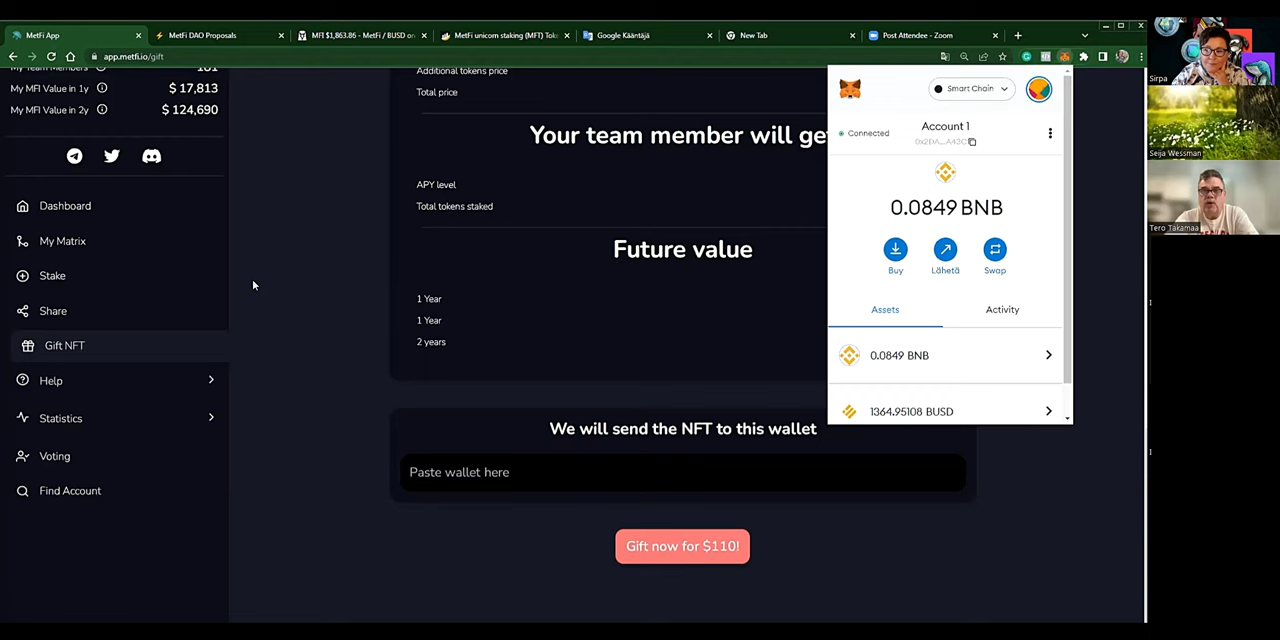 MetFi App
MetFi DAO Proposals
MFI $1,863.86 - MetFi / BUSD on
MetFi unicorn staking (MFT) Tok
Google Kääntäjä
New Tab
Post Attendee - Zoom
app.metfi.io/gift
My Team Members
161
My MFI Value in 1y
$ 17,813
My MFI Value in 2y
$ 124,690
Dashboard
My Matrix
Stake
Share
Gift NFT
Help
Statistics
Voting
Find Account
Additional tokens price
Total price
Your team member will ge
APY level
Total tokens staked
Future value
1 Year
1 Year
2 years
We will send the NFT to this wallet
Paste wallet here
Gift now for $110!
Smart Chain
Connected
Account 1
0x2DA...A42C
0.0849 BNB
Buy
Lähetä
Swap
Assets
Activity
0.0849 BNB
1364.95108 BUSD
Sirpa
Seija Wessman
Tero Takamaa